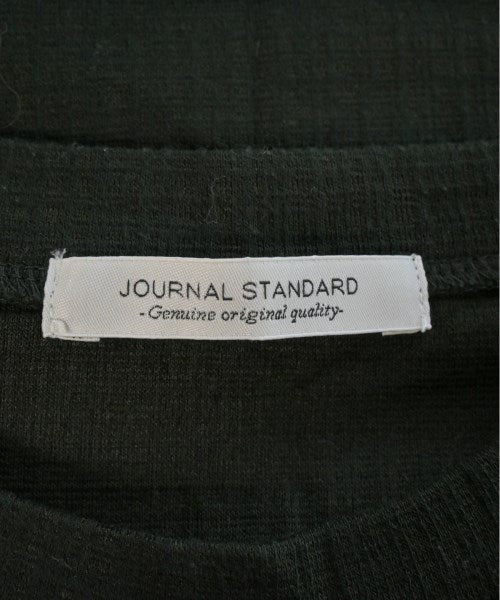 JOURNAL STANDARD
-Genuine original quality-